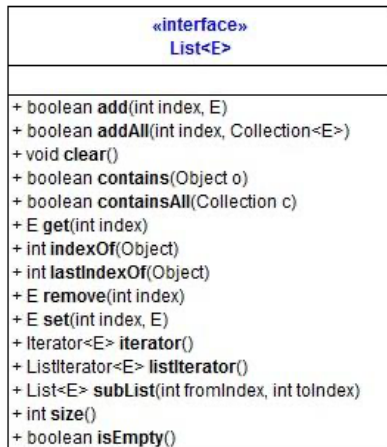 «interface»
List<E>
+ boolean add(int index, E)
+ boolean addAll(int index, Collection<E>)
+ void clear()
+ boolean contains(Object o)
+ boolean containsAll(Collection c)
+ E get(int index)
+ int indexOf(Object)
+ int lastIndexOf(Object)
+ E remove(int index)
+ E set(int index, E)
+ Iterator<E> iterator()
+ ListIterator<E> listIterator()
+ List<E> subList(int fromIndex, int toIndex)
+ int size()
+ boolean isEmpty()